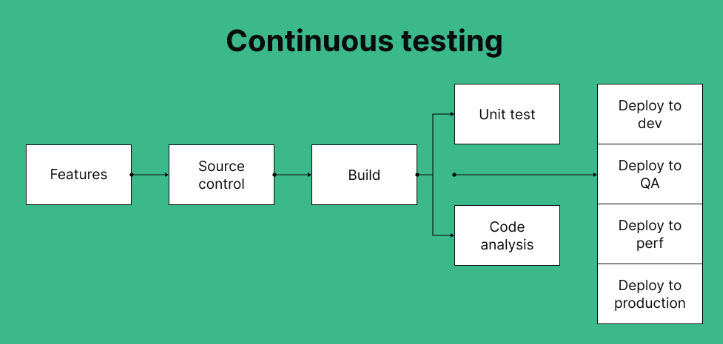 Continuous testing
Features
Source
control
Build
Unit test
Code
analysis
Deploy to
dev
Deploy to
QA
Deploy to
perf
Deploy to
production